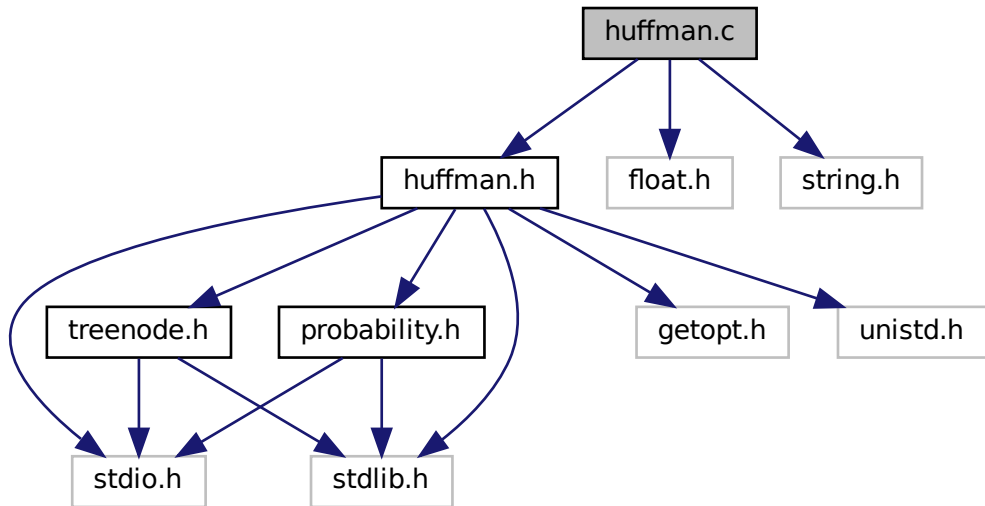 huffman.c
huffman.h
float.h
string.h
treenode.h
probability.h
getopt.h
unistd.h
stdio.h
stdlib.h